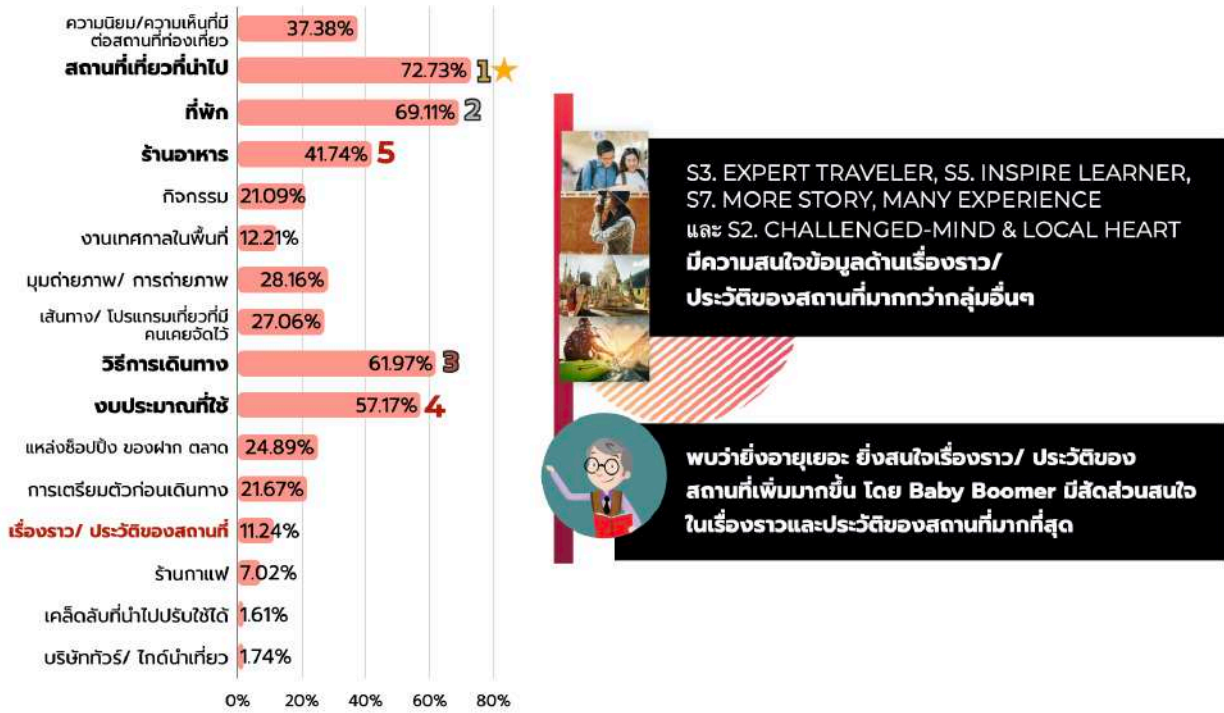 ความนิยม/ความเห็นที่มี
ต่อสถานที่ท่องเที่ยว
37.38%
สถานที่เที่ยวที่น่าไป
72.73% 1
ที่พัก
69.11% 2
ร้านอาหาร
41.74% 5
กิจกรรม
21.09%
งานเทศกาลในพื้นที่
12.21%
มุมถ่ายภาพ/ การถ่ายภาพ
28.16%
เส้นทาง/ โปรแกรมเที่ยวที่มี
คนเคยจัดไว้
27.06%
วิธีการเดินทาง
61.97% 3
งบประมาณที่ใช้
57.17% 4
แหล่งช็อปปิ้ง ของฝาก ตลาด
24.89%
การเตรียมตัวก่อนเดินทาง
21.67%
เรื่องราว/ ประวัติของสถานที่
11.24%
ร้านกาแฟ
7.02%
เคล็ดลับที่นำไปปรับใช้ได้
1.61%
บริษัททัวร์/ ไกด์นำเที่ยว
1.74%
0% 20% 40% 60% 80%
S3. EXPERT TRAVELER, S5. INSPIRE LEARNER,
S7. MORE STORY, MANY EXPERIENCE
และ S2. CHALLENGED-MIND & LOCAL HEART
มีความสนใจข้อมูลด้านเรื่องราว/
ประวัติของสถานที่มากกว่ากลุ่มอื่นๆ
พบว่ายิ่งอายุเยอะ ยิ่งสนใจเรื่องราว/ ประวัติของ
สถานที่เพิ่มมากขึ้น โดย Baby Boomer มีสัดส่วนสนใจ
ในเรื่องราวและประวัติของสถานที่มากที่สุด